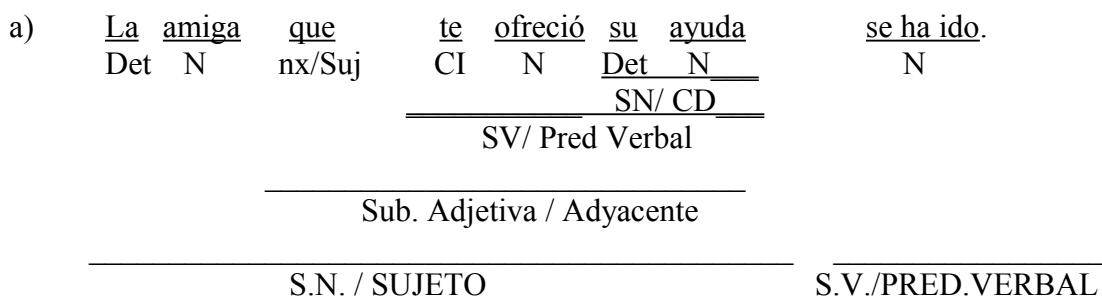 a) La amiga que te ofreció su ayuda se ha ido.
Det N nx/Suj CI N Det N N
SN/ CD
SV/ Pred Verbal
Sub. Adjetiva / Adyacente
S.N. / SUJETO S.V./PRED.VERBAL